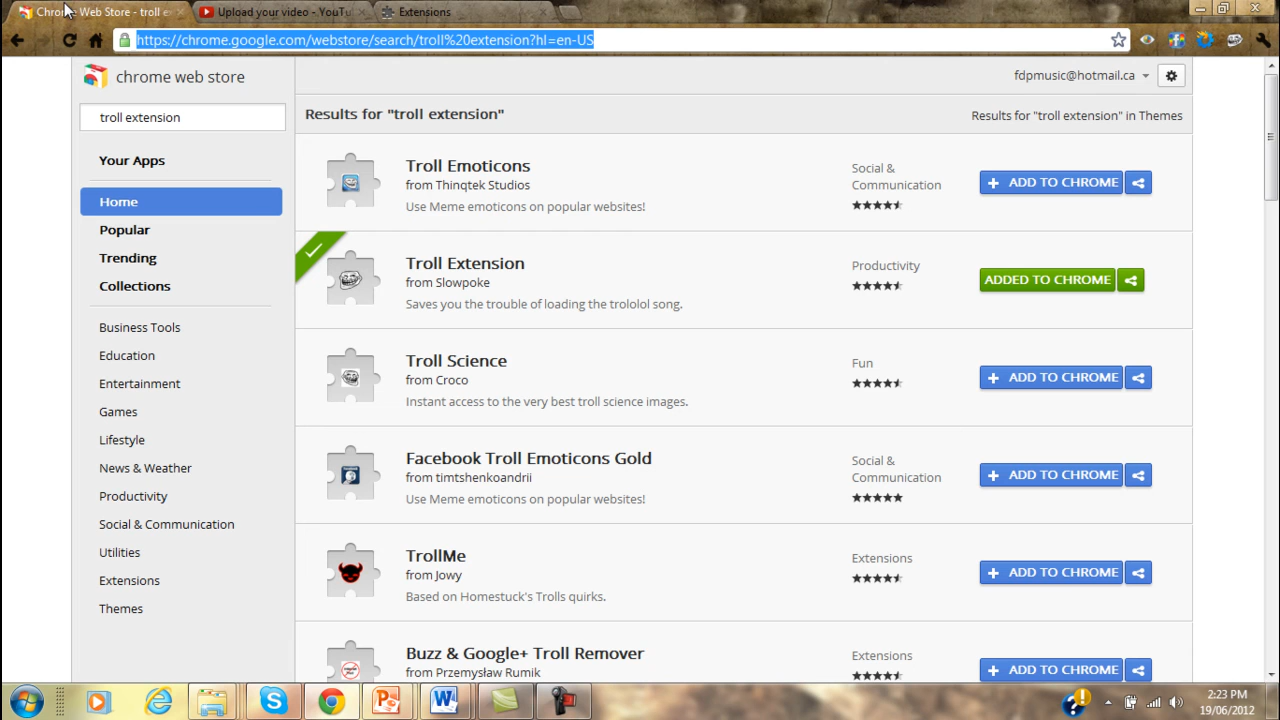 Chrome Web Store - troll e
Upload your video - YouTu
Extensions
https://chrome.google.com/webstore/search/troll%20extension?hl=en-US
chrome web store
fdpmusic@hotmail.ca
troll extension
Results for "troll extension"
Results for "troll extension" in Themes
Your Apps
Home
Popular
Trending
Collections
Business Tools
Education
Entertainment
Games
Lifestyle
News & Weather
Productivity
Social & Communication
Utilities
Extensions
Themes
Troll Emoticons
from Thinqtek Studios
Use Meme emoticons on popular websites!
Social &
Communication
ADD TO CHROME
Troll Extension
from Slowpoke
Saves you the trouble of loading the trololol song.
Productivity
ADDED TO CHROME
Troll Science
from Croco
Instant access to the very best troll science images.
Fun
ADD TO CHROME
Facebook Troll Emoticons Gold
from timtshenkoandrii
Use Meme emoticons on popular websites!
Social &
Communication
ADD TO CHROME
TrollMe
from Jowy
Based on Homestuck's Trolls quirks.
Extensions
ADD TO CHROME
Buzz & Google+ Troll Remover
from Przemysław Rumik
Extensions
ADD TO CHROME
2:23 PM
19/06/2012